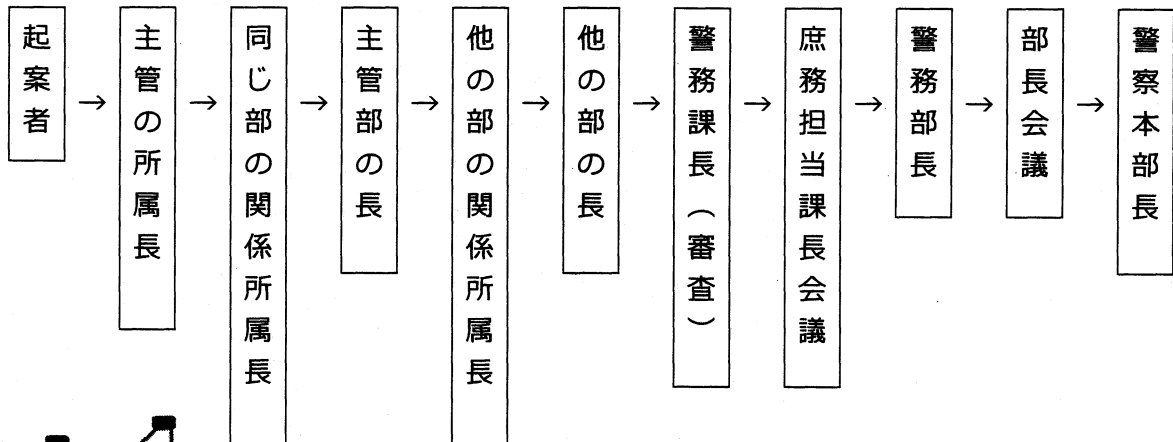 起案者
→
主管の所属長
→
同じ部の関係所属長
→
主管部の長
→
他の部の関係所属長
→
他の部の長
→
警務課長（審査）
→
庶務担当課長会議
→
警務部長
→
部長会議
→
警察本部長